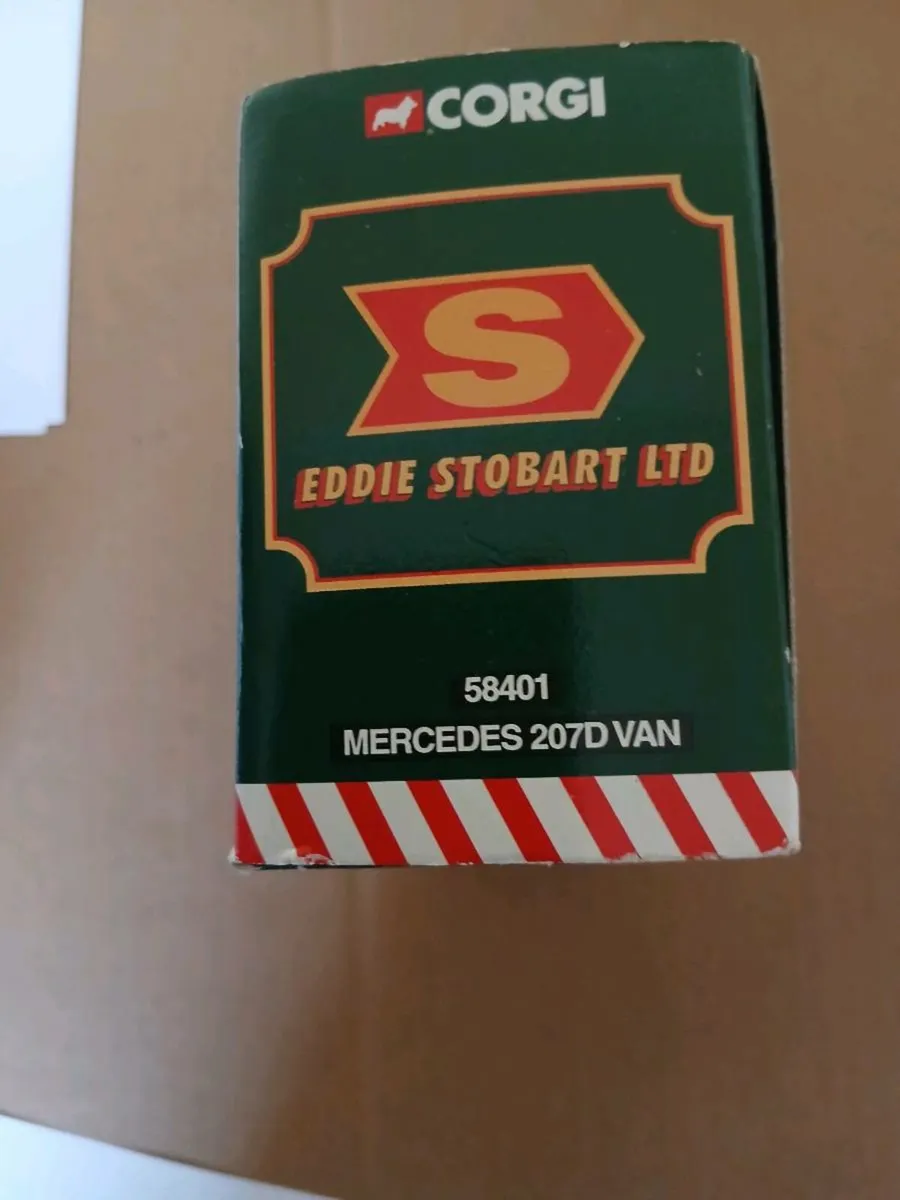 CORGI
S
EDDIE STOBART LTD
58401
MERCEDES 207D VAN